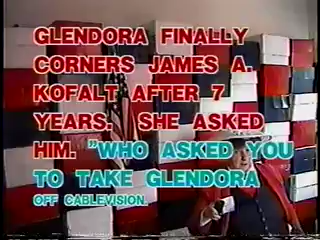 GLENDORA FINALLY
CORNERS JAMES A.
KOFALT AFTER 7
YEARS. SHE ASKED
HIM. "WHO ASKED YOU
TO TAKE GLENDORA
OFF CABLEVISION.